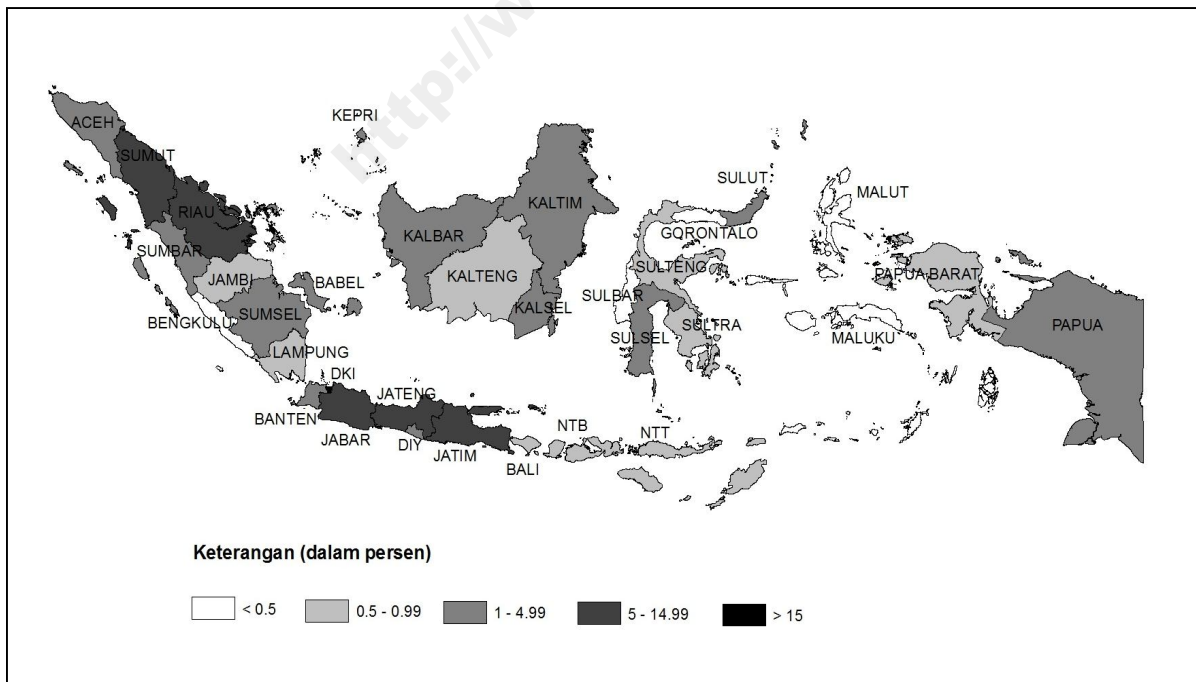 http://w
ACEH
SUMUT
KEPRI
RIAU
SUMBAR
JAMBI
BABEL
BENGKULU
SUMSEL
LAMPUNG
DKI
BANTEN
JABAR
JATENG
DIY
JATIM
BALI
NTB
NTT
KALBAR
KALTENG
KALTIM
KALSEL
SULUT
GORONTALO
SULTENG
SULBAR
SULSEL
SULTRA
MALUT
MALUKU
PAPUA BARAT
PAPUA
Keterangan (dalam persen)
< 0.5 0.5 - 0.99 1 - 4.99 5 - 14.99 > 15